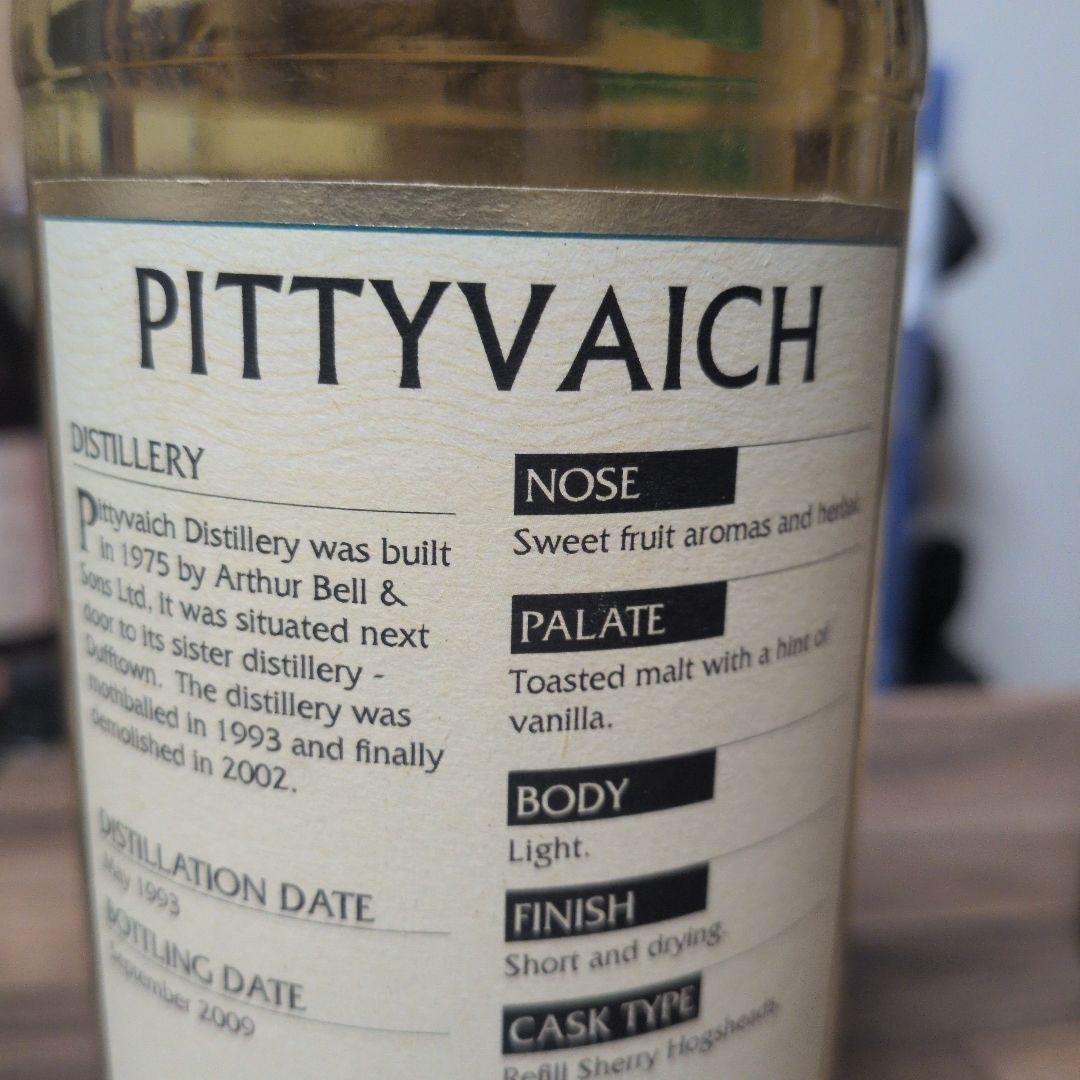 PITTYVAICH
DISTILLERY
Pittyvaich Distillery was built
in 1975 by Arthur Bell &
Sons Ltd, it was situated next
door to its sister distillery -
Dufftown. The distillery was
mothballed in 1993 and finally
demolished in 2002.
DISTILLATION DATE
May 1993
BOTTLING DATE
September 2009
NOSE
Sweet fruit aromas and herbal.
PALATE
Toasted malt with a hint of
vanilla.
BODY
Light.
FINISH
Short and drying.
CASK TYPE
Refill Sherry Hogsheads.